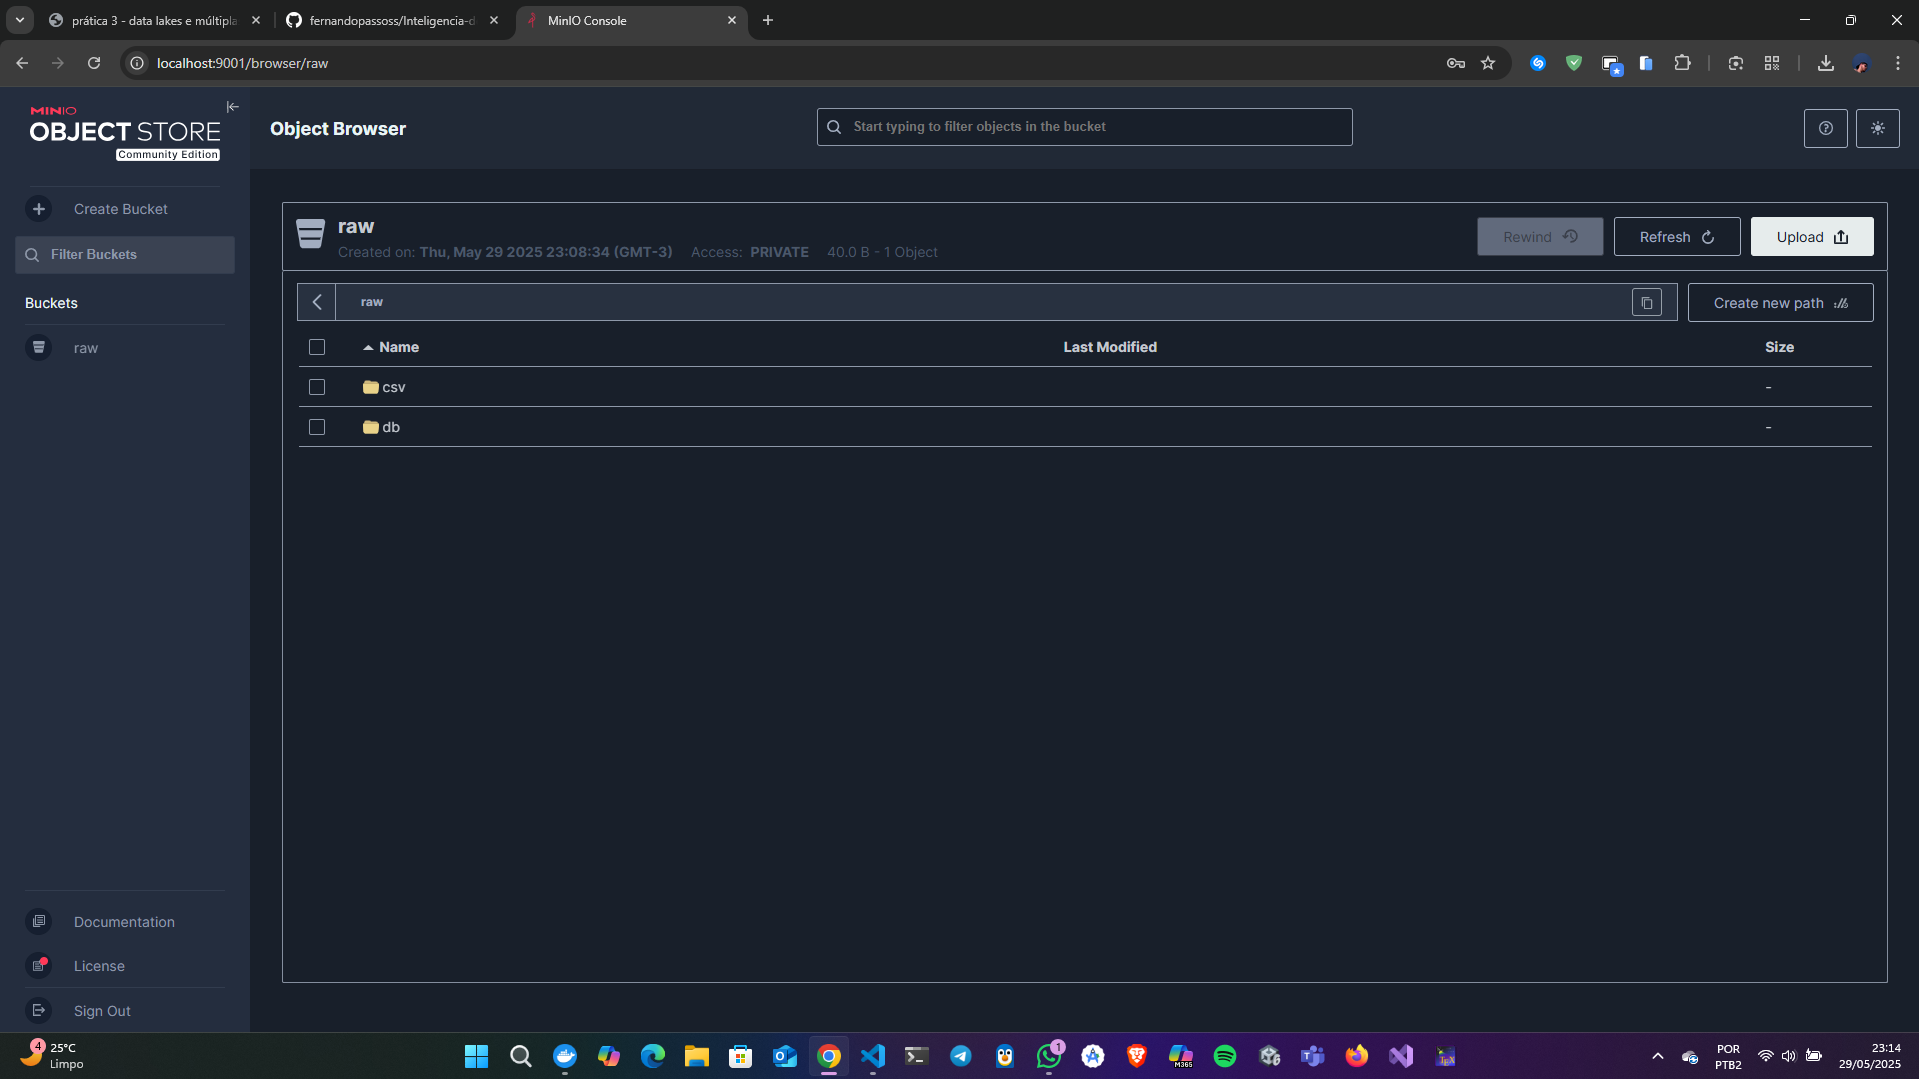 prática 3 - data lakes e múltipla
fernandopassoss/Inteligencia-d
MinIO Console
localhost:9001/browser/raw
MINIO
OBJECT STORE
Community Edition
Object Browser
Start typing to filter objects in the bucket
Create Bucket
Filter Buckets
Buckets
raw
raw
Created on: Thu, May 29 2025 23:08:34 (GMT-3) Access: PRIVATE 40.0 B - 1 Object
Rewind
Refresh
Upload
raw
Create new path
Name Last Modified Size
csv -
db -
Documentation
License
Sign Out
4
25°C
Limpo
1
M365
POR
PTB2
23:14
29/05/2025